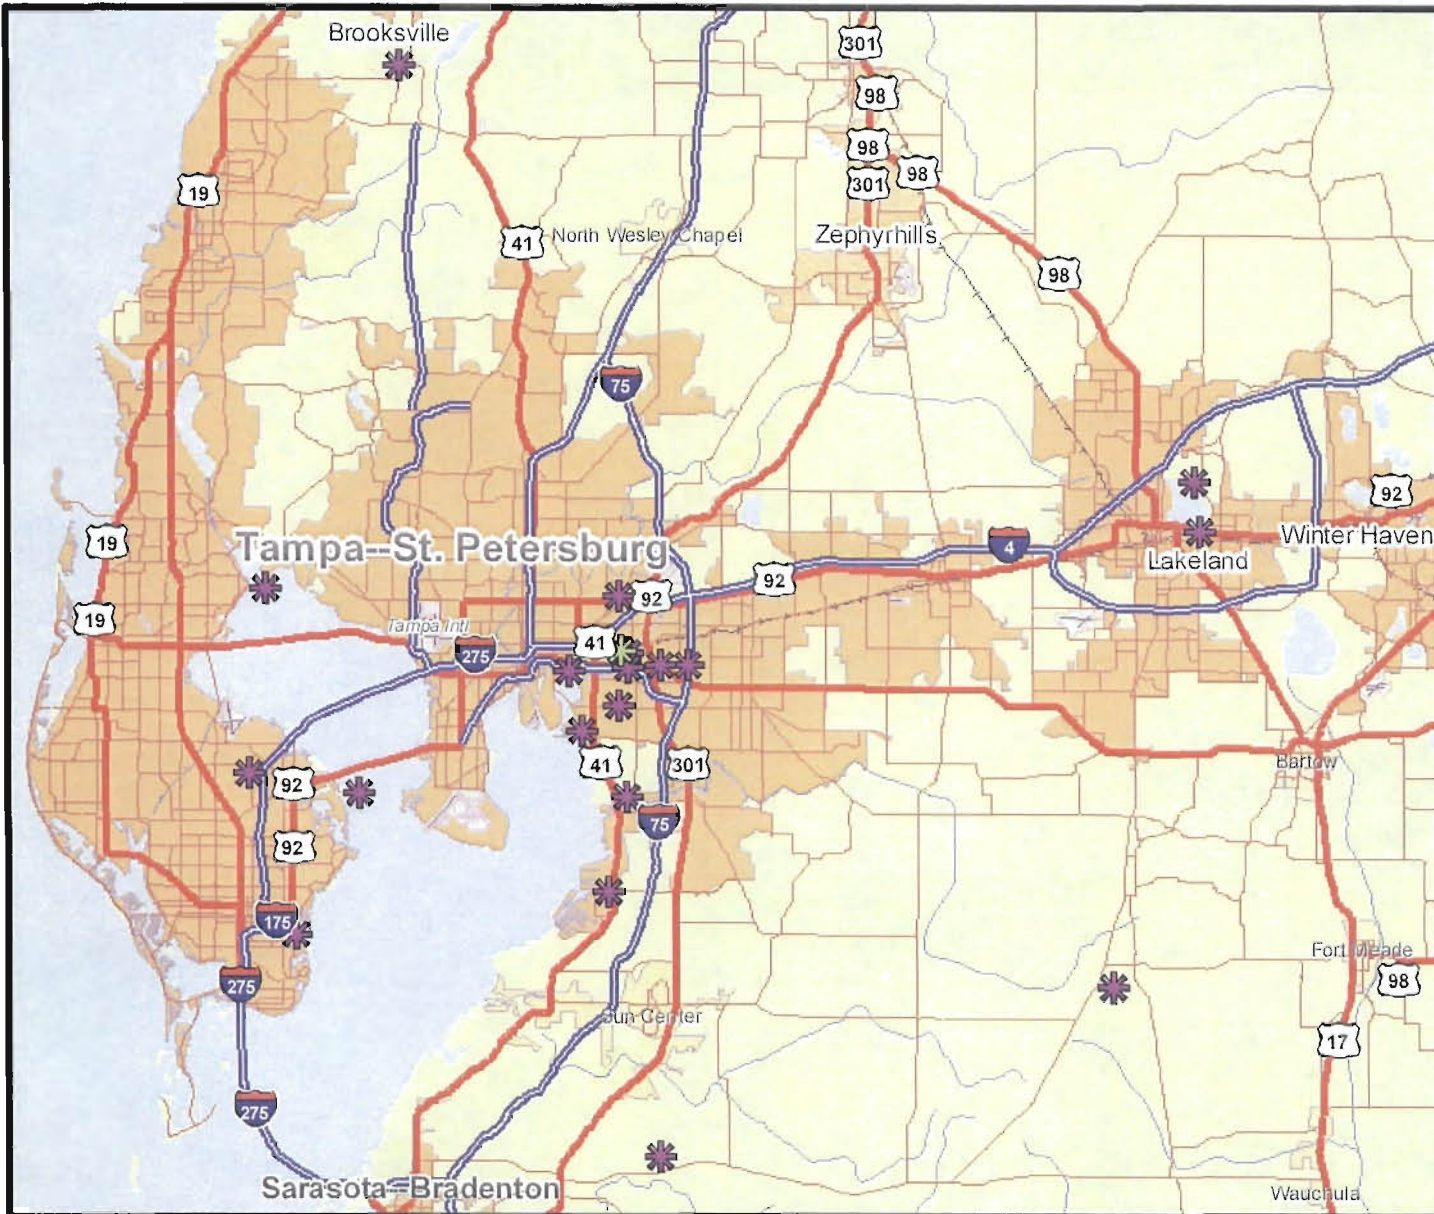 Brooksville
301
98
98
98
301
19
41
North Wesley Chapel
Zephyrhills
98
75
92
19
Tampa--St. Petersburg
4
Winter Haven
Lakeland
92
92
19
Tampa Intl
41
275
92
41
301
Bartow
75
92
175
Fort Meade
275
98
Sun Center
17
275
Sarasota--Bradenton
Wauchula